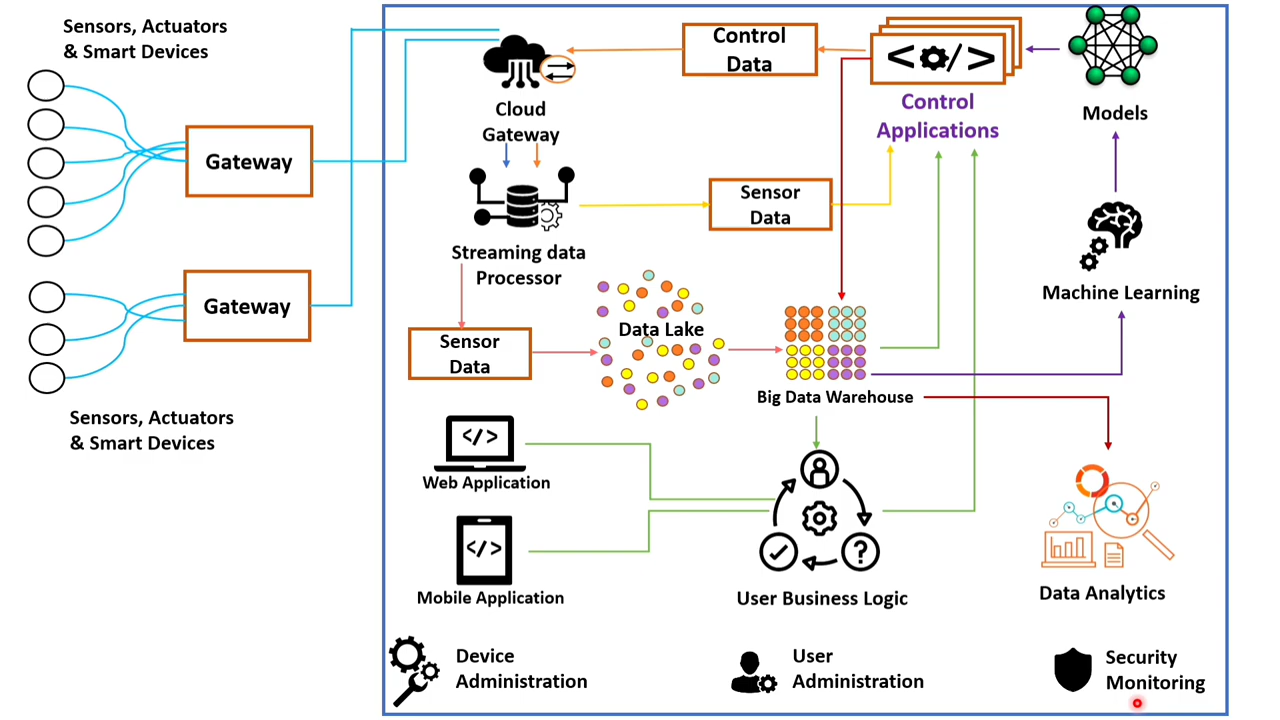 Sensors, Actuators
& Smart Devices
Gateway
Gateway
Sensors, Actuators
& Smart Devices
Cloud
Gateway
Control
Data
< />
Control
Applications
Models
Streaming data
Processor
Sensor
Data
Machine Learning
Sensor
Data
Data Lake
Big Data Warehouse
</>
Web Application
</>
Mobile Application
?
User Business Logic
Data Analytics
Device
Administration
User
Administration
Security
Monitoring